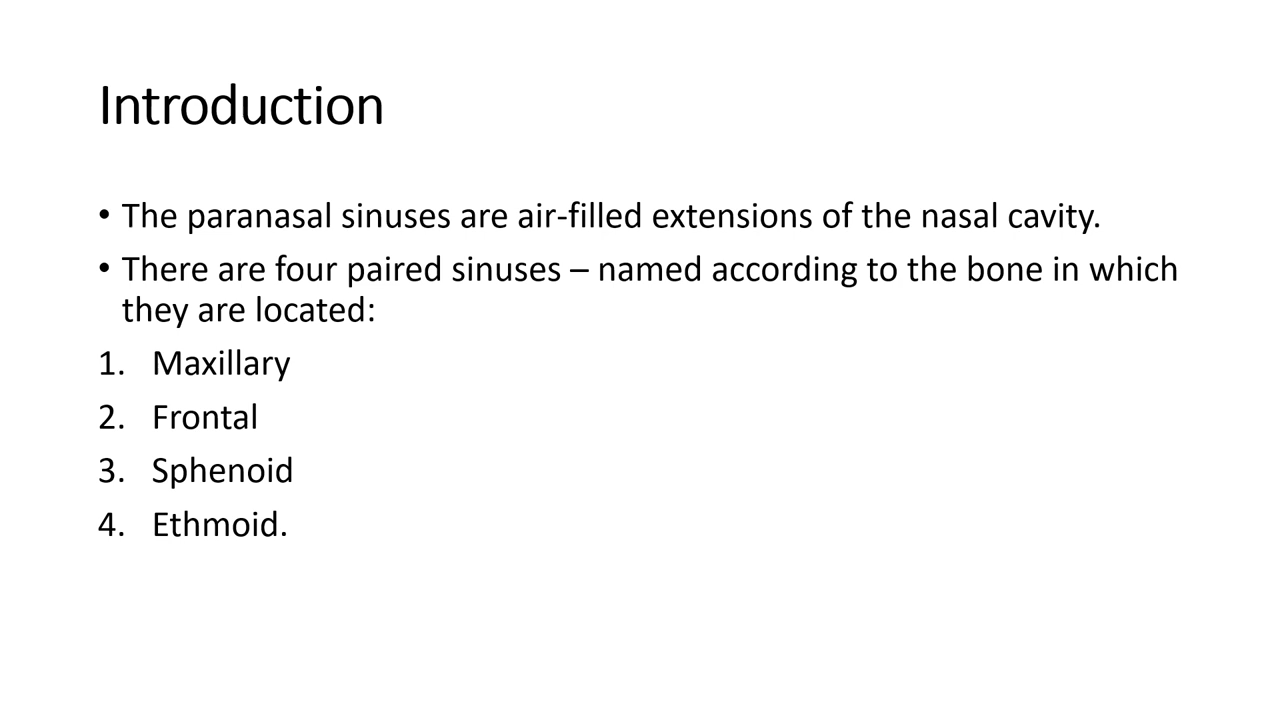 Introduction
• The paranasal sinuses are air-filled extensions of the nasal cavity.
• There are four paired sinuses – named according to the bone in which
they are located:
1. Maxillary
2. Frontal
3. Sphenoid
4. Ethmoid.